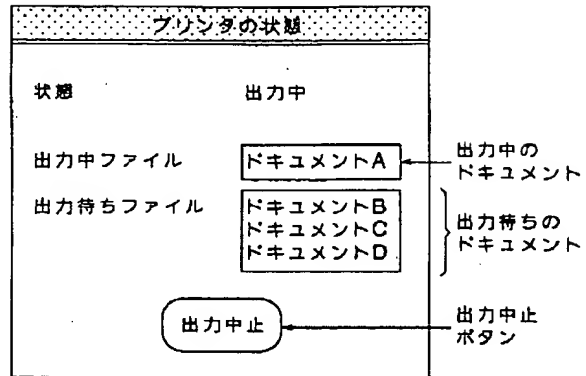 プリンタの状態
状態 出力中
出力中ファイル ドキュメントA
出力中の
ドキュメント
出力待ちファイル ドキュメントB
ドキュメントC
ドキュメントD
出力待ちの
ドキュメント
出力中止
出力中止
ボタン